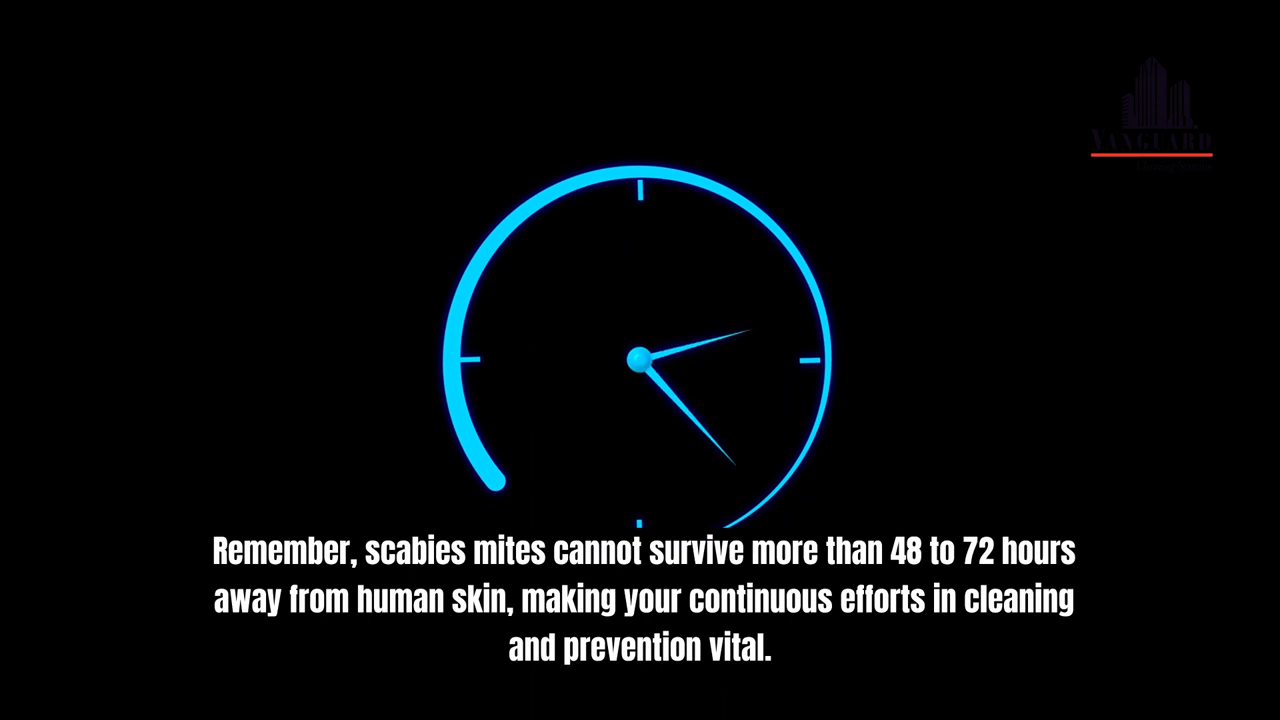 VANGUARD
Remember, scabies mites cannot survive more than 48 to 72 hours
away from human skin, making your continuous efforts in cleaning
and prevention vital.